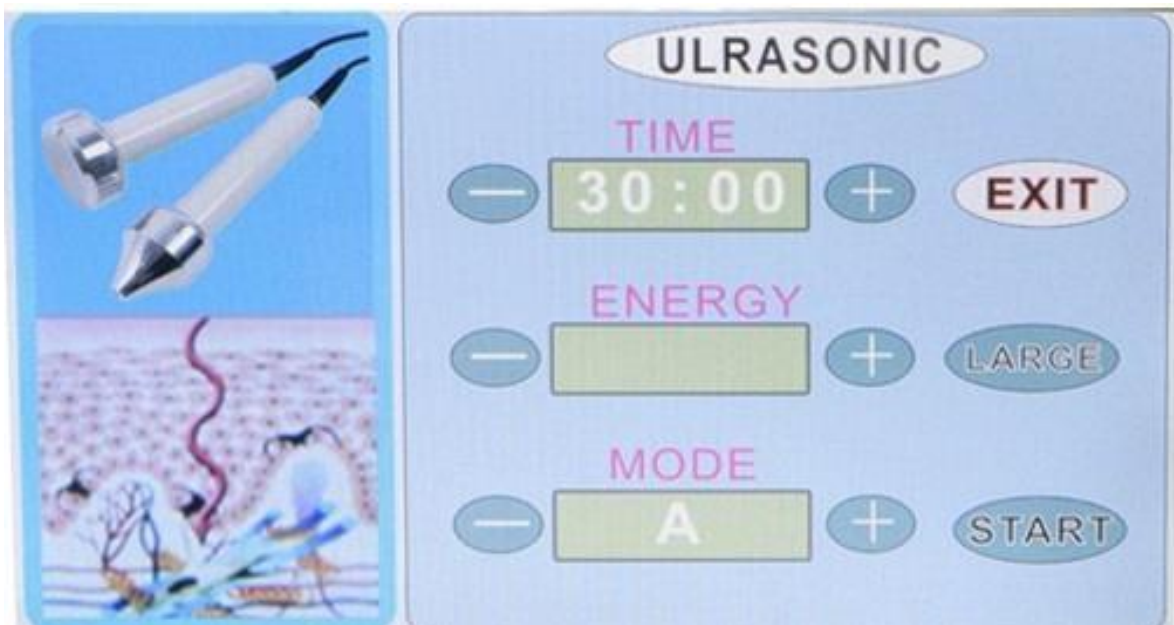 ULRASONIC
TIME
− 30:00 + EXIT
ENERGY
− + LARGE
MODE
− A + START